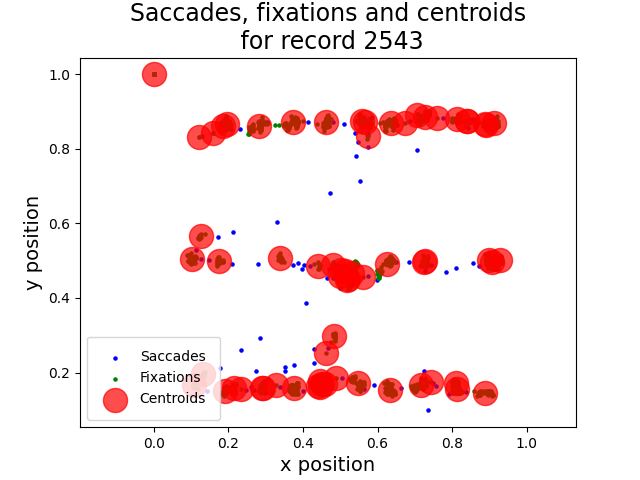 Saccades, fixations and centroids
for record 2543
1.0
0.8
0.6
0.4
0.2
y position
Saccades
Fixations
Centroids
0.0
0.2
0.4
0.6
0.8
1.0
x position